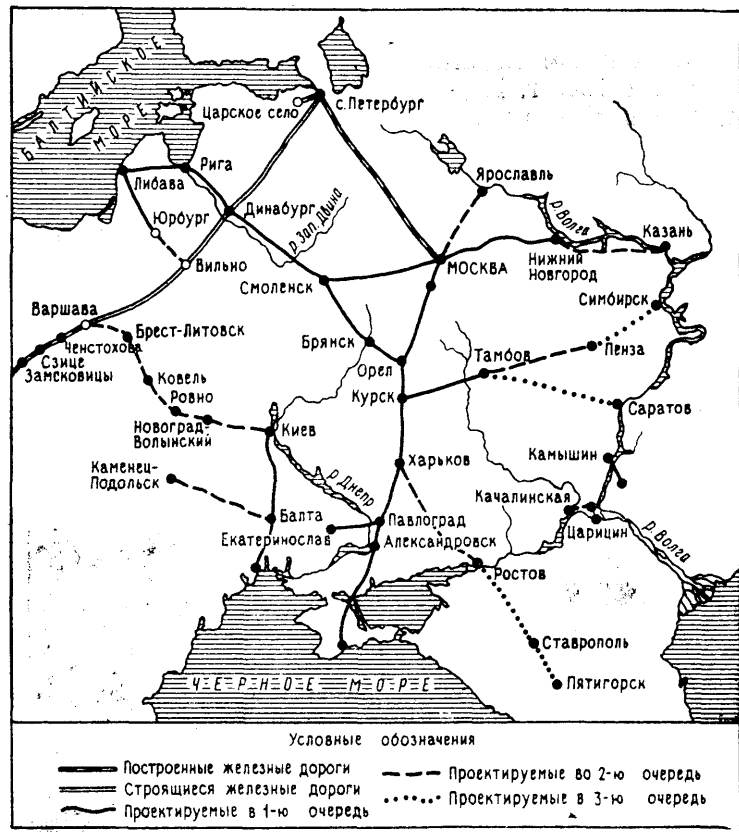 БАЛТИЙСКОЕ
МОРЕ
Царское село
с.Петербург
Рига
Либава
Юрбург
Динабург
р. Зап. Двина
Вильно
Ярославль
р. Волга
Казань
МОСКВА
НИЖНИЙ
НОВГОРОД
Смоленск
Симбирск
Варшава
Брест-Литовск
Ченстохова
Сзице
Замсковицы
Брянск
Орел
Тамбов
Пенза
Ковель
Ровно
Курск
Новоград-
Волынский
Киев
Саратов
Каменец-
Подольск
Харьков
Камышин
р. Днепр
Качалинская
Балта
Павлоград
Екатеринослав
Александровск
Царицин
р. Волга
Ростов
Ставрополь
Пятигорск
ЧЕРНОЕ МОРЕ
Условные обозначения
Построенные железные дороги
Строящиеся железные дороги
Проектируемые в 1-ю очередь
Проектируемые во 2-ю очередь
Проектируемые в 3-ю очередь